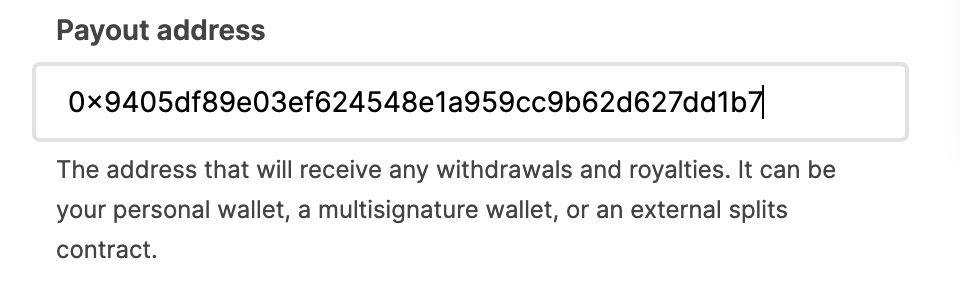 Payout address
0x9405df89e03ef624548e1a959cc9b62d627dd1b7
The address that will receive any withdrawals and royalties. It can be
your personal wallet, a multisignature wallet, or an external splits
contract.